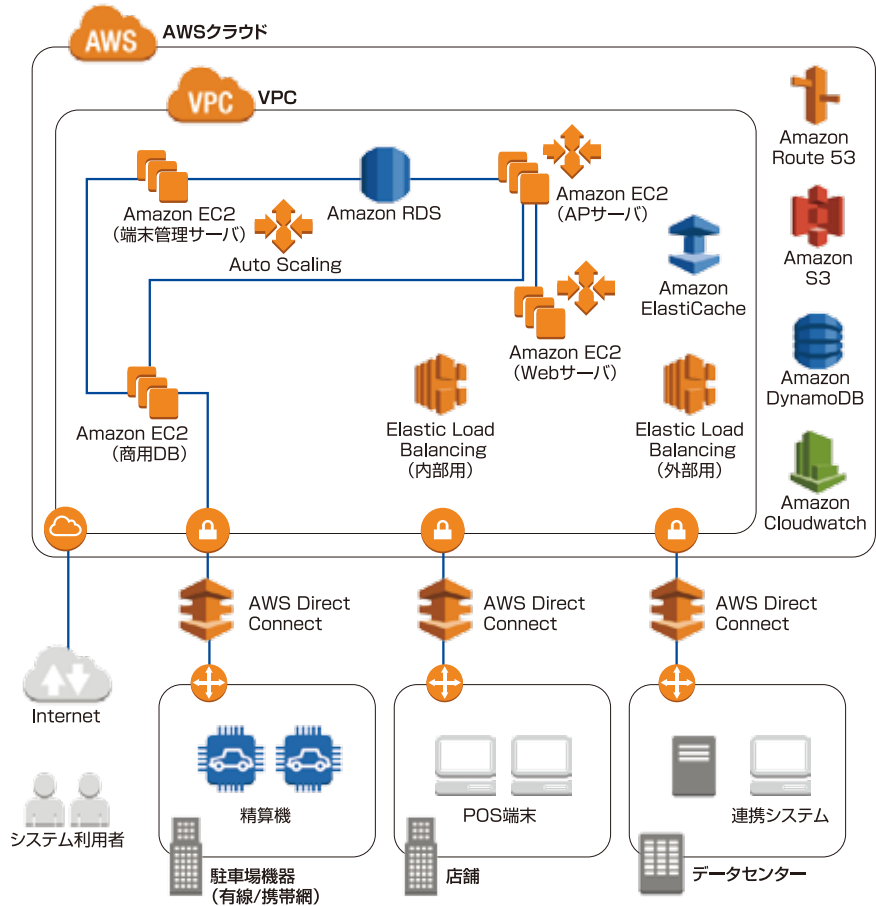 AWS
AWSクラウド
VPC
VPC
Amazon
Route 53
Amazon EC2
(端末管理サーバ)
Auto Scaling
Amazon RDS
Amazon EC2
(APサーバ)
Amazon
ElastiCache
Amazon
S3
Amazon EC2
(Webサーバ)
Amazon
DynamoDB
Amazon EC2
(商用DB)
Elastic Load
Balancing
(内部用)
Elastic Load
Balancing
(外部用)
Amazon
Cloudwatch
AWS Direct
Connect
AWS Direct
Connect
AWS Direct
Connect
Internet
システム利用者
精算機
駐車場機器
(有線/携帯網)
POS端末
店舗
連携システム
データセンター